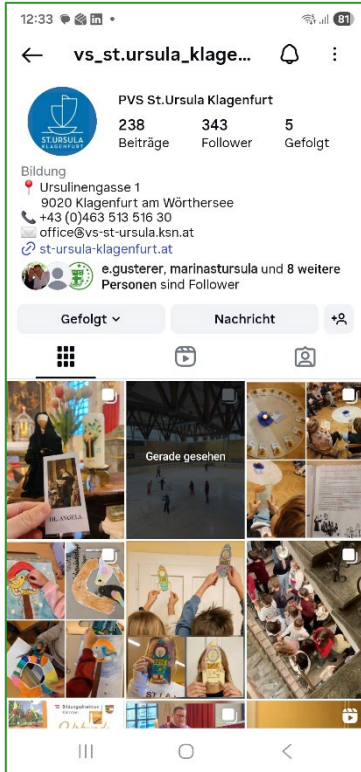 12:33
81
vs_st.ursula_klage...
PVS St.Ursula Klagenfurt
238 343 5
Beiträge Follower Gefolgt
ST.URSULA
KLAGENFURT
Bildung
Ursulinengasse 1
9020 Klagenfurt am Wörthersee
+43 (0)463 513 516 30
office@vs-st-ursula.ksn.at
st-ursula-klagenfurt.at
e.gusterer, marinastursula und 8 weitere
Personen sind Follower
Gefolgt
Nachricht
Gerade gesehen
HL. ANGELA
Bildungsdirektion